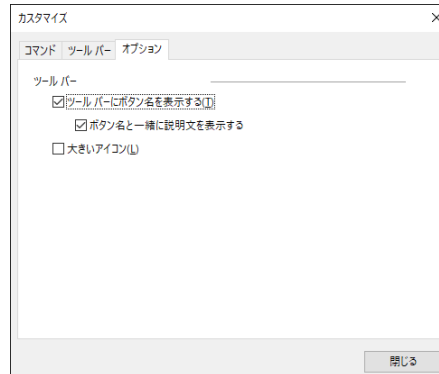 カスタマイズ
コマンド ツール バー オプション
ツール バー
ツール バーにボタン名を表示する(T)
ボタン名と一緒に説明文を表示する
大きいアイコン(L)
閉じる